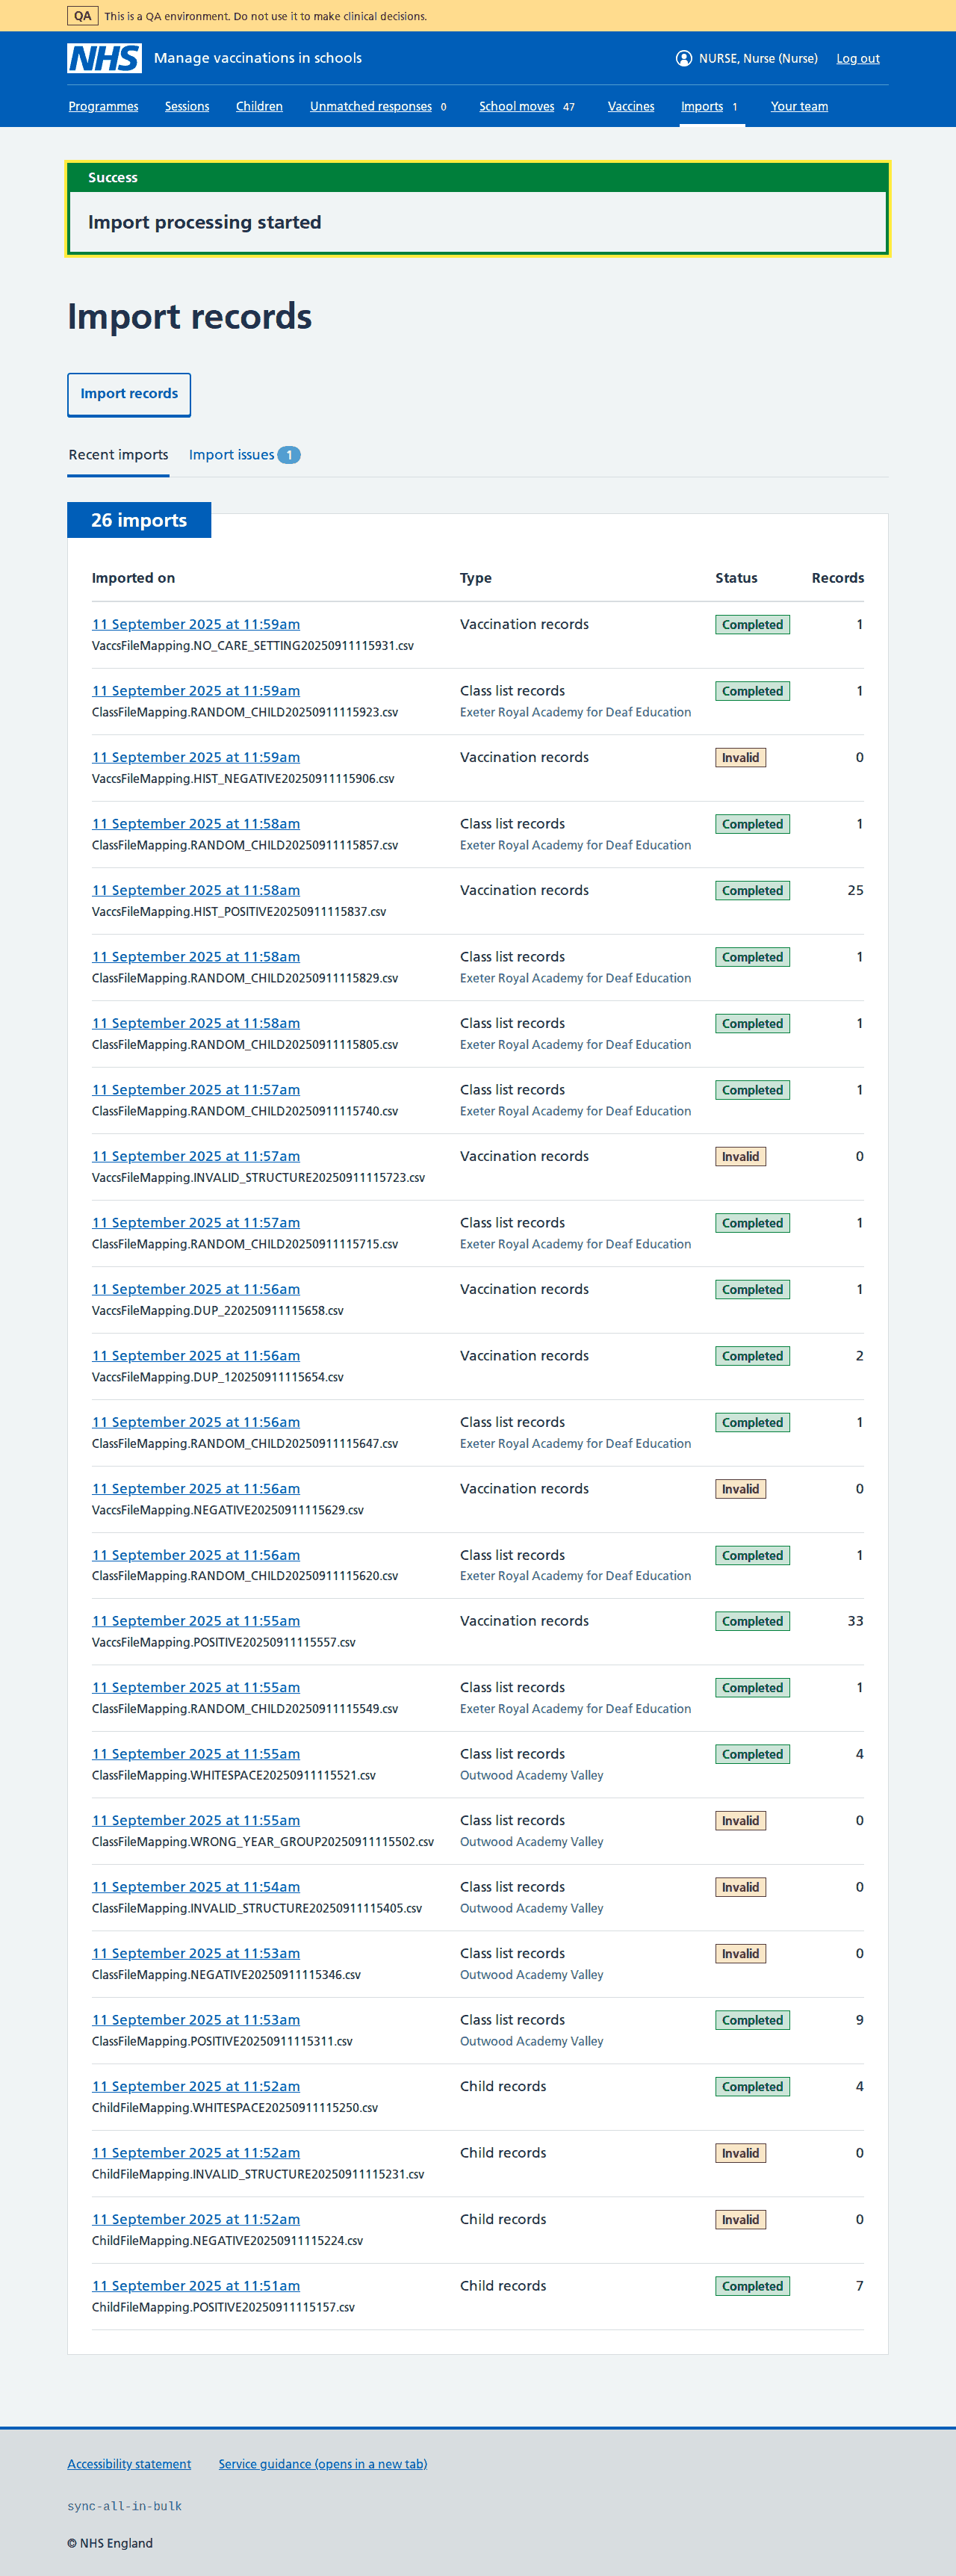 QA This is a QA environment. Do not use it to make clinical decisions.
NHS Manage vaccinations in schools NURSE, Nurse (Nurse) Log out
Programmes Sessions Children Unmatched responses 0 School moves 47 Vaccines Imports 1 Your team
Success
Import processing started
Import records
Import records
Recent imports Import issues 1
26 imports
Imported on Type Status Records
11 September 2025 at 11:59am Vaccination records Completed 1
VaccsFileMapping.NO_CARE_SETTING20250911115931.csv
11 September 2025 at 11:59am Class list records Completed 1
ClassFileMapping.RANDOM_CHILD20250911115923.csv Exeter Royal Academy for Deaf Education
11 September 2025 at 11:59am Vaccination records Invalid 0
VaccsFileMapping.HIST_NEGATIVE20250911115906.csv
11 September 2025 at 11:58am Class list records Completed 1
ClassFileMapping.RANDOM_CHILD20250911115857.csv Exeter Royal Academy for Deaf Education
11 September 2025 at 11:58am Vaccination records Completed 25
VaccsFileMapping.HIST_POSITIVE20250911115837.csv
11 September 2025 at 11:58am Class list records Completed 1
ClassFileMapping.RANDOM_CHILD20250911115829.csv Exeter Royal Academy for Deaf Education
11 September 2025 at 11:58am Class list records Completed 1
ClassFileMapping.RANDOM_CHILD20250911115805.csv Exeter Royal Academy for Deaf Education
11 September 2025 at 11:57am Class list records Completed 1
ClassFileMapping.RANDOM_CHILD20250911115740.csv Exeter Royal Academy for Deaf Education
11 September 2025 at 11:57am Vaccination records Invalid 0
VaccsFileMapping.INVALID_STRUCTURE20250911115723.csv
11 September 2025 at 11:57am Class list records Completed 1
ClassFileMapping.RANDOM_CHILD20250911115715.csv Exeter Royal Academy for Deaf Education
11 September 2025 at 11:56am Vaccination records Completed 1
VaccsFileMapping.DUP_220250911115658.csv
11 September 2025 at 11:56am Vaccination records Completed 2
VaccsFileMapping.DUP_120250911115654.csv
11 September 2025 at 11:56am Class list records Completed 1
ClassFileMapping.RANDOM_CHILD20250911115647.csv Exeter Royal Academy for Deaf Education
11 September 2025 at 11:56am Vaccination records Invalid 0
VaccsFileMapping.NEGATIVE20250911115629.csv
11 September 2025 at 11:56am Class list records Completed 1
ClassFileMapping.RANDOM_CHILD20250911115620.csv Exeter Royal Academy for Deaf Education
11 September 2025 at 11:55am Vaccination records Completed 33
VaccsFileMapping.POSITIVE20250911115557.csv
11 September 2025 at 11:55am Class list records Completed 1
ClassFileMapping.RANDOM_CHILD20250911115549.csv Exeter Royal Academy for Deaf Education
11 September 2025 at 11:55am Class list records Completed 4
ClassFileMapping.WHITESPACE20250911115521.csv Outwood Academy Valley
11 September 2025 at 11:55am Class list records Invalid 0
ClassFileMapping.WRONG_YEAR_GROUP20250911115502.csv Outwood Academy Valley
11 September 2025 at 11:54am Class list records Invalid 0
ClassFileMapping.INVALID_STRUCTURE20250911115405.csv Outwood Academy Valley
11 September 2025 at 11:53am Class list records Invalid 0
ClassFileMapping.NEGATIVE20250911115346.csv Outwood Academy Valley
11 September 2025 at 11:53am Class list records Completed 9
ClassFileMapping.POSITIVE20250911115311.csv Outwood Academy Valley
11 September 2025 at 11:52am Child records Completed 4
ChildFileMapping.WHITESPACE20250911115250.csv
11 September 2025 at 11:52am Child records Invalid 0
ChildFileMapping.INVALID_STRUCTURE20250911115231.csv
11 September 2025 at 11:52am Child records Invalid 0
ChildFileMapping.NEGATIVE20250911115224.csv
11 September 2025 at 11:51am Child records Completed 7
ChildFileMapping.POSITIVE20250911115157.csv
Accessibility statement Service guidance (opens in a new tab)
sync-all-in-bulk
© NHS England